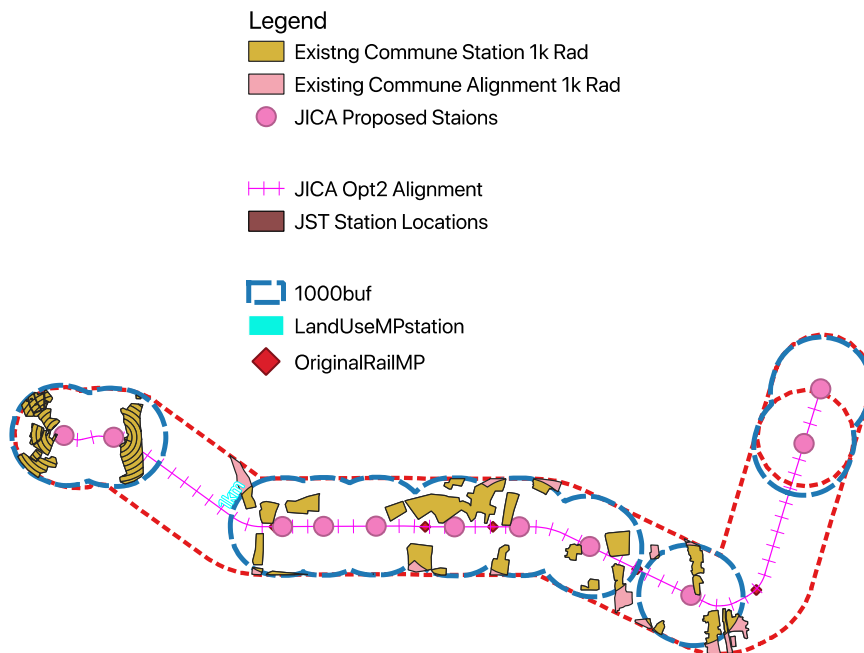 Legend
Existng Commune Station 1k Rad
Existing Commune Alignment 1k Rad
JICA Proposed Staions
JICA Opt2 Alignment
JST Station Locations
1000buf
LandUseMPstation
OriginalRailMP
1km